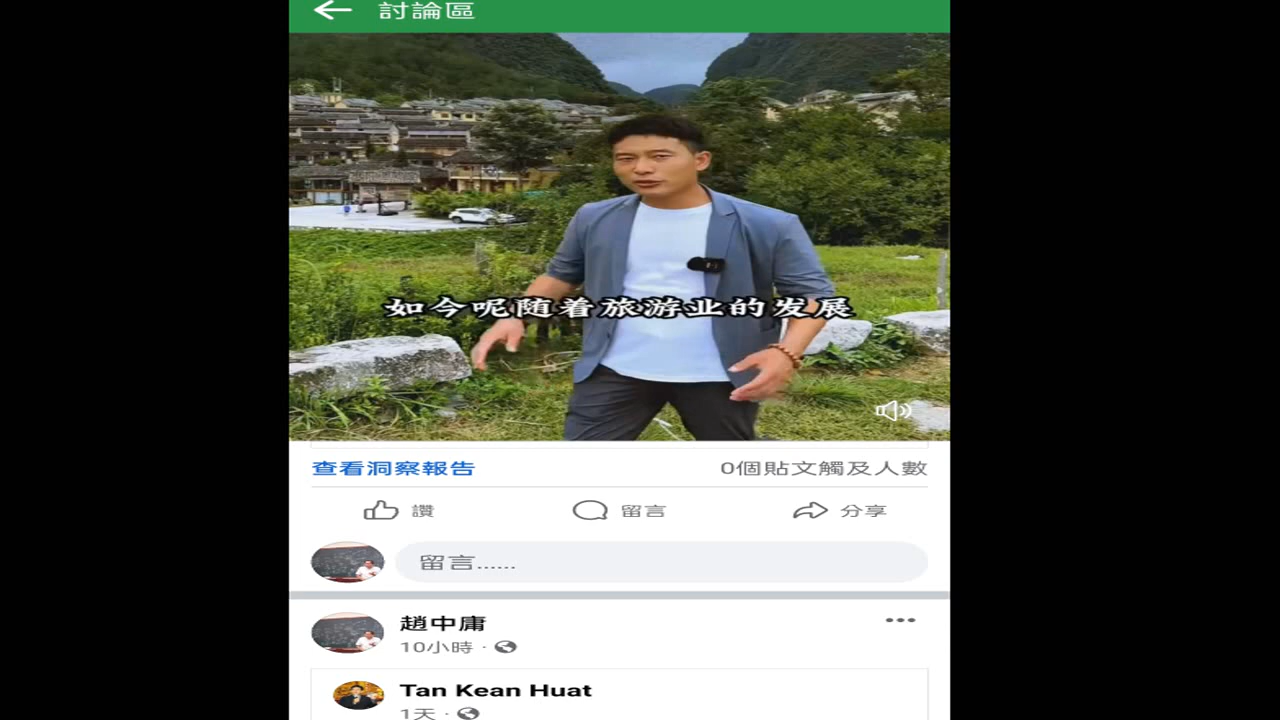 討論區
如今呢随着旅游业的发展
查看洞察報告
0個貼文觸及人數
讚
留言
分享
留言......
趙中庸
10小時 ·
Tan Kean Huat
1天 ·